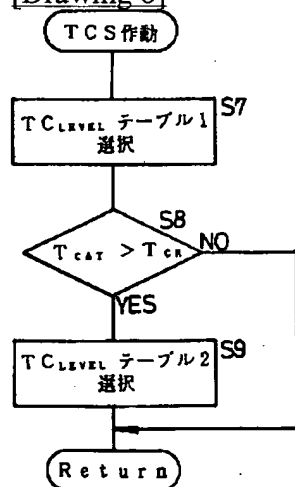 [Drawing 6]
TCS作動
S7
TCLEVEL テーブル1
選択
S8
TCAT > TCR
NO
YES
S9
TCLEVEL テーブル2
選択
Return